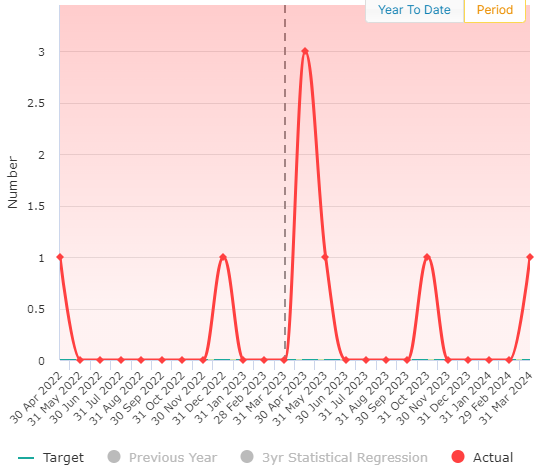 Year To Date
Period
Number
3
2.5
2
1.5
1
0.5
0
30 Apr 2022
31 May 2022
30 Jun 2022
31 Jul 2022
31 Aug 2022
30 Sep 2022
31 Oct 2022
30 Nov 2022
31 Dec 2022
31 Jan 2023
28 Feb 2023
31 Mar 2023
30 Apr 2023
31 May 2023
30 Jun 2023
31 Jul 2023
31 Aug 2023
30 Sep 2023
31 Oct 2023
30 Nov 2023
31 Dec 2023
31 Jan 2024
29 Feb 2024
31 Mar 2024
Target
Previous Year
3yr Statistical Regression
Actual